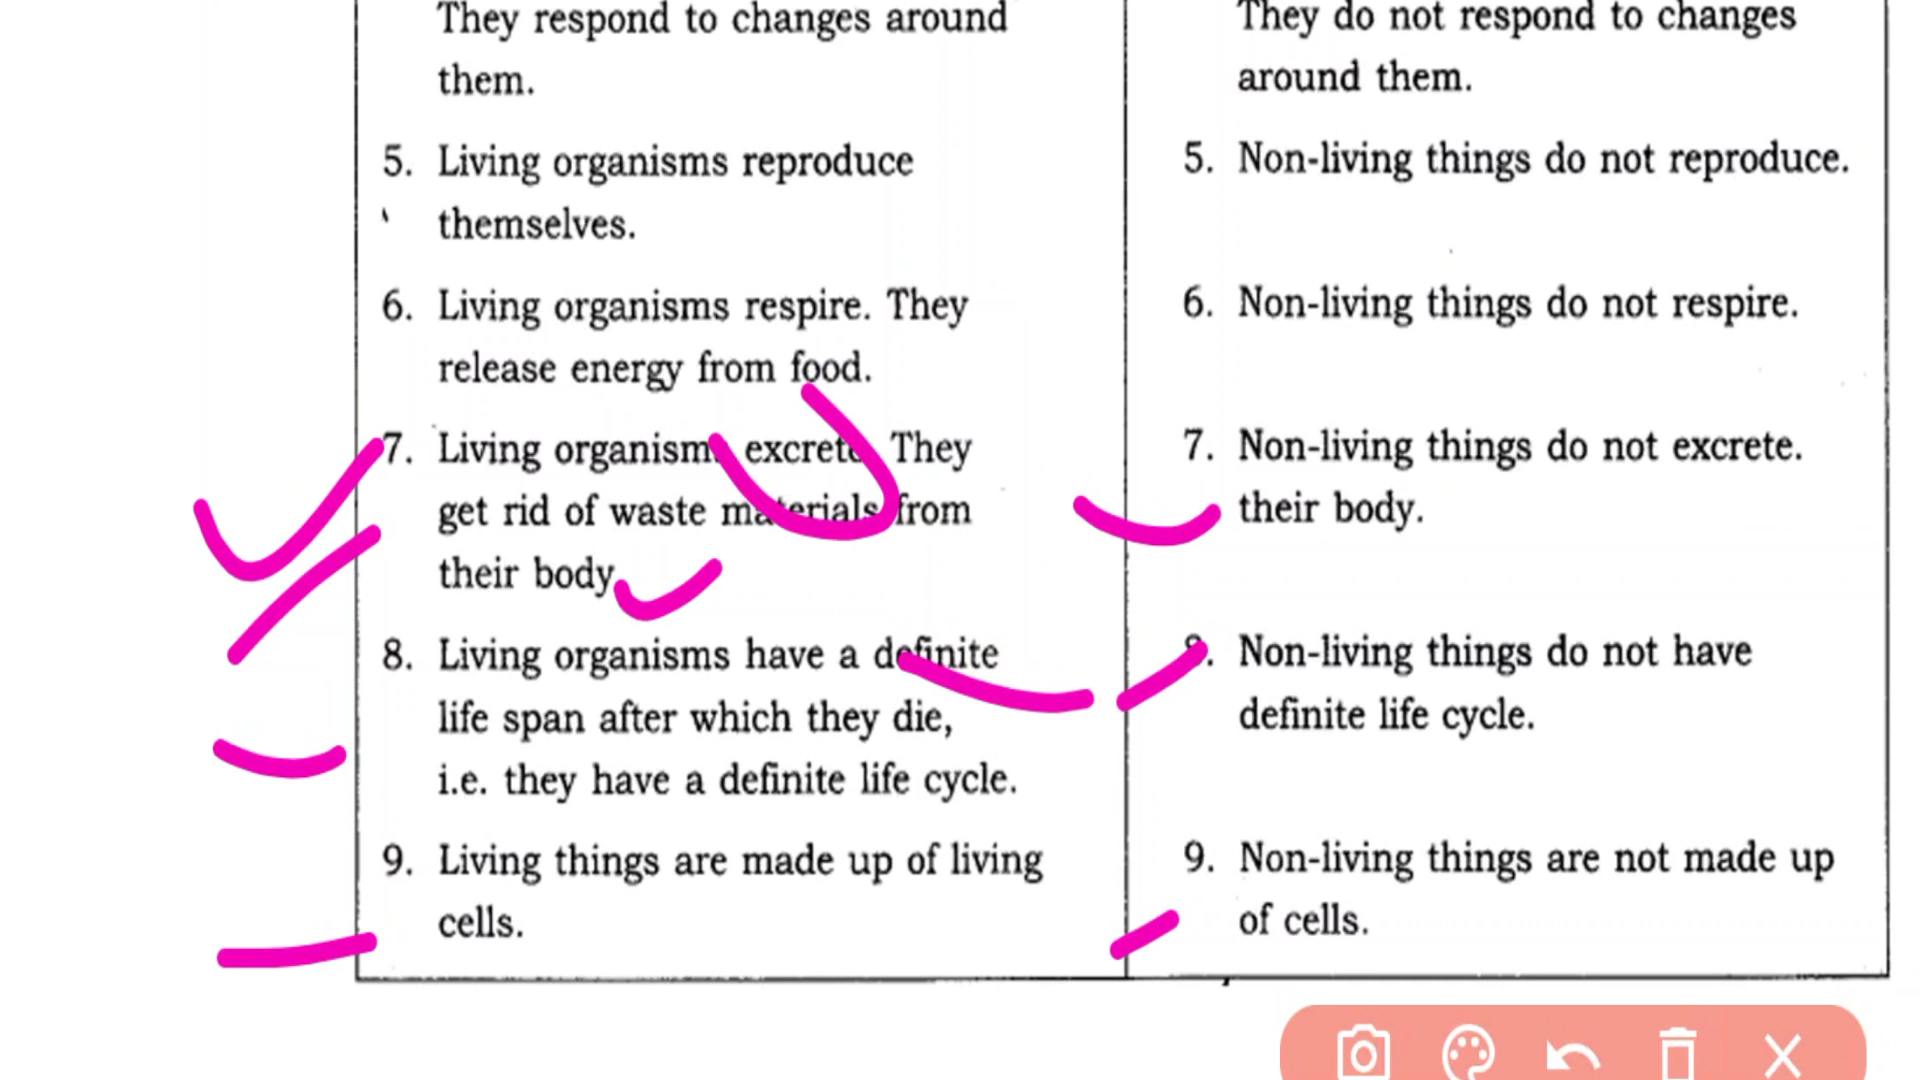 They respond to changes around
them.
5. Living organisms reproduce
themselves.
6. Living organisms respire. They
release energy from food.
7. Living organisms excrete. They
get rid of waste materials from
their body.
8. Living organisms have a definite
life span after which they die,
i.e. they have a definite life cycle.
9. Living things are made up of living
cells.
They do not respond to changes
around them.
5. Non-living things do not reproduce.
6. Non-living things do not respire.
7. Non-living things do not excrete.
their body.
8. Non-living things do not have
definite life cycle.
9. Non-living things are not made up
of cells.